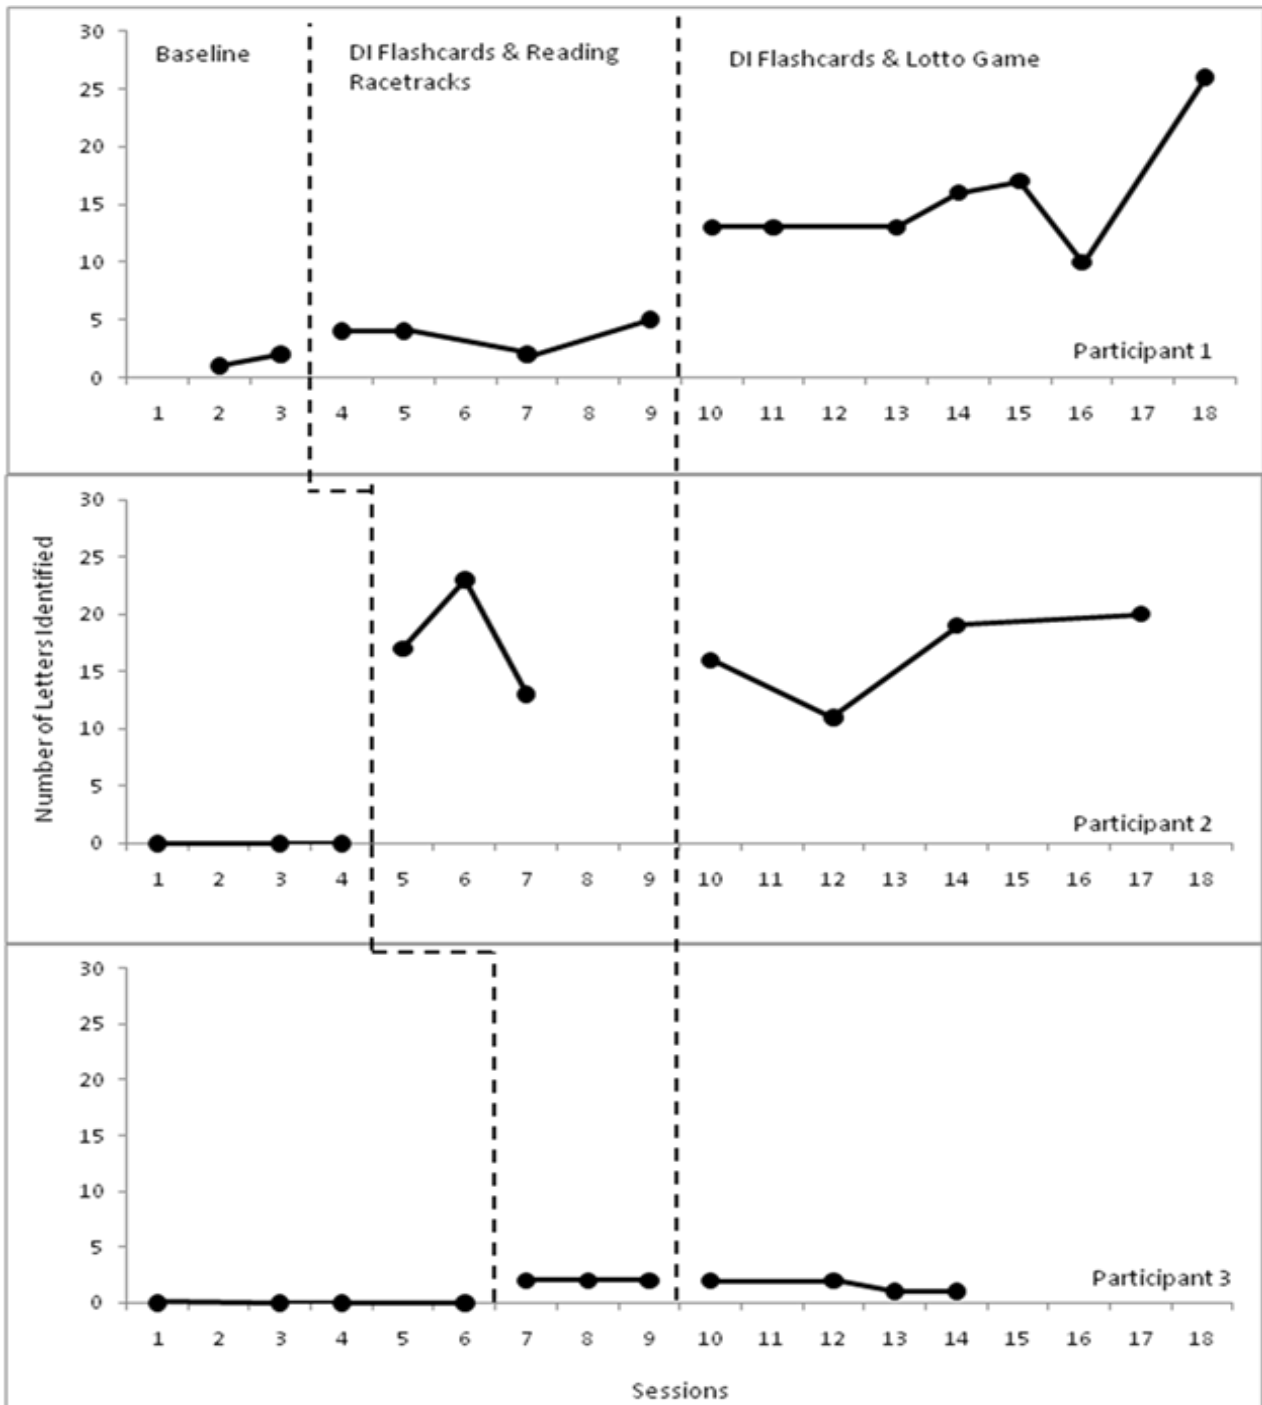 30
Baseline
DI Flashcards & Reading
Racetracks
DI Flashcards & Lotto Game
25
20
15
10
5
Participant 1
0
1 2 3 4 5 6 7 8 9 10 11 12 13 14 15 16 17 18
Number of Letters Identified
30
25
20
15
10
5
Participant 2
0
1 2 3 4 5 6 7 8 9 10 11 12 13 14 15 16 17 18
30
25
20
15
10
5
Participant 3
0
1 2 3 4 5 6 7 8 9 10 11 12 13 14 15 16 17 18
Sessions